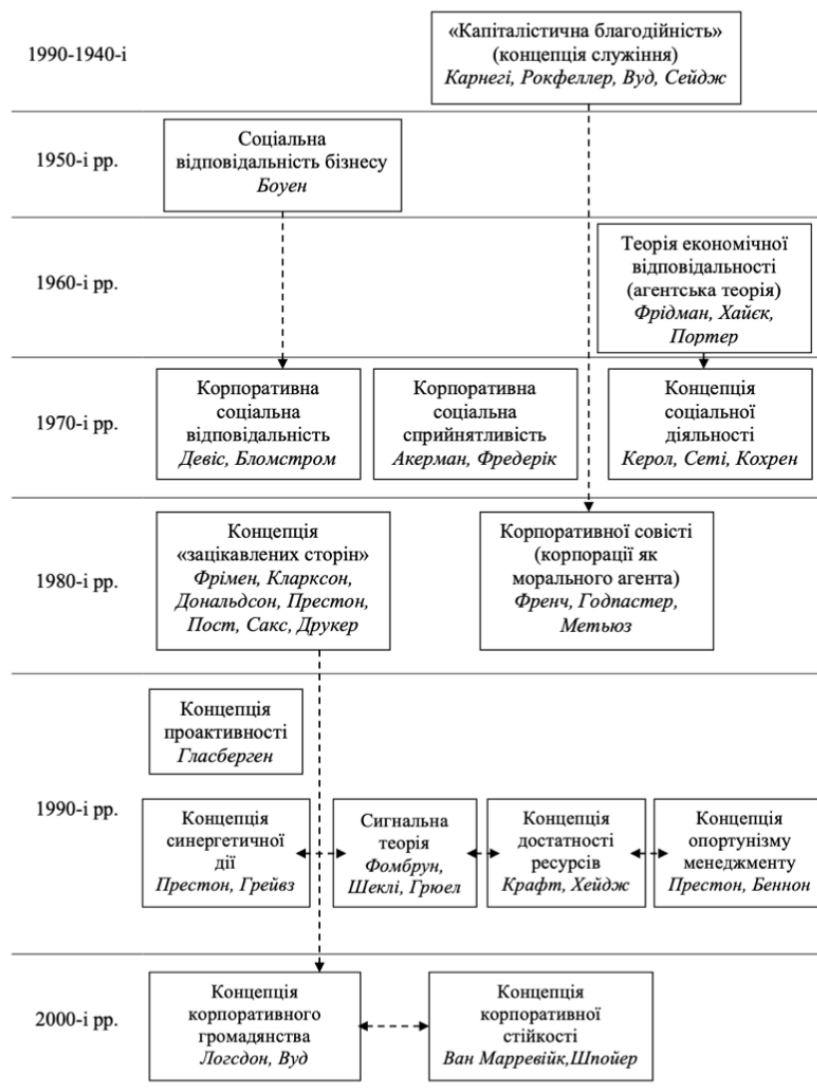 1990-1940-і
«Капіталістична благодійність»
(концепція служіння)
Карнегі, Рокфеллер, Вуд, Сейдж
1950-і рр.
Соціальна
відповідальність бізнесу
Боуен
1960-і рр.
Теорія економічної
відповідальності
(агентська теорія)
Фрідман, Хайєк,
Портер
1970-і рр.
Корпоративна
соціальна
відповідальність
Девіс, Бломстром
Корпоративна
соціальна
сприйнятливість
Акерман, Фредерік
Концепція
соціальної
діяльності
Керол, Сеті, Кохрен
1980-і рр.
Концепція
«зацікавлених сторін»
Фрімен, Кларксон,
Дональдсон, Престон,
Пост, Сакс, Друкер
Корпоративної совісті
(корпорації як
морального агента)
Френч, Годпастер,
Метьюз
1990-і рр.
Концепція
проактивності
Гласберген
Концепція
синергетичної
дії
Престон, Грейвз
Сигнальна
теорія
Фомбрун,
Шеклі, Грюел
Концепція
достатності
ресурсів
Крафт, Хейдж
Концепція
опортунізму
менеджменту
Престон, Беннон
2000-і рр.
Концепція
корпоративного
громадянства
Логсдон, Вуд
Концепція
корпоративної
стійкості
Ван Марревійк,Шпойер